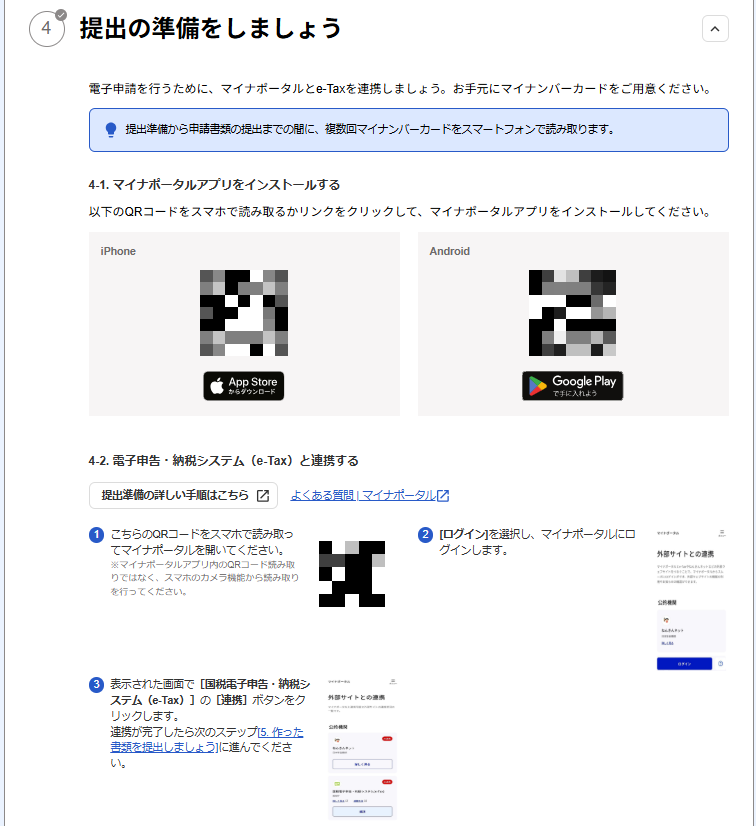 4
提出の準備をしましょう
電子申請を行うために、マイナポータルとe-Taxを連携しましょう。お手元にマイナンバーカードをご用意ください。
提出準備から申請書類の提出までの間に、複数回マイナンバーカードをスマートフォンで読み取ります。
4-1. マイナポータルアプリをインストールする
以下のQRコードをスマホで読み取るかリンクをクリックして、マイナポータルアプリをインストールしてください。
iPhone
Android
App Store
からダウンロード
Google Play
で手に入れよう
4-2. 電子申告・納税システム（e-Tax）と連携する
提出準備の詳しい手順はこちら
よくある質問 | マイナポータル
1
こちらのQRコードをスマホで読み取っ
てマイナポータルを開いてください。
※マイナポータルアプリ内のQRコード読み取
りではなく、スマホのカメラ機能から読み取り
を行ってください。
2
[ログイン]を選択し、マイナポータルにロ
グインします。
外部サイトとの連携
公的機関
ログイン
3
表示された画面で［国税電子申告・納税シ
ステム（e-Tax）］の［連携］ボタンをク
リックします。
連携が完了したら次のステップ[5. 作った
書類を提出しましょう]に進んでくださ
い。
外部サイトとの連携
公的機関